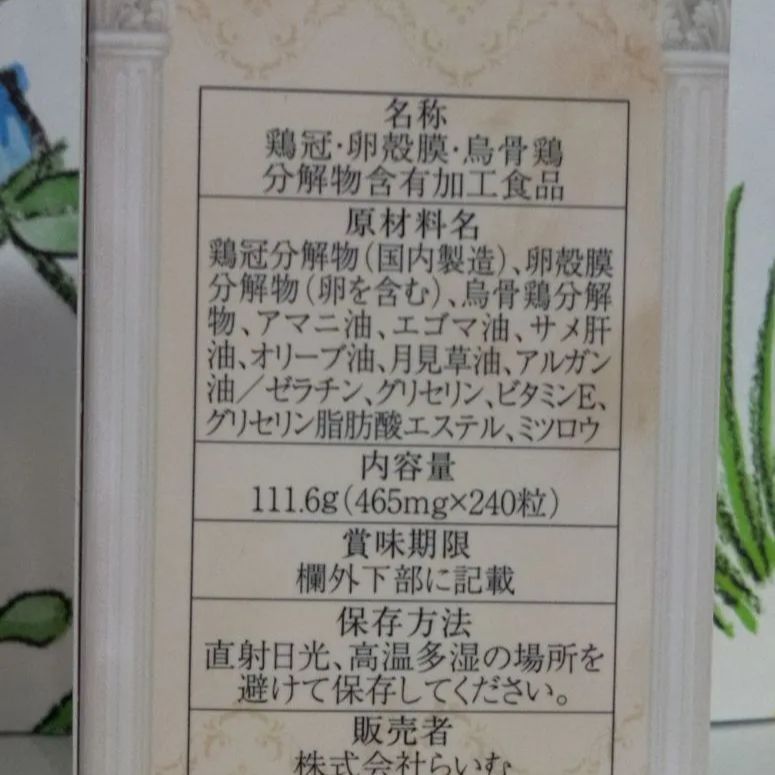 名称
鶏冠・卵殻膜・烏骨鶏
分解物含有加工食品
原材料名
鶏冠分解物(国内製造)、卵殻膜
分解物(卵を含む)、烏骨鶏分解
物、アマニ油、エゴマ油、サメ肝
油、オリーブ油、月見草油、アルガン
油／ゼラチン、グリセリン、ビタミンE、
グリセリン脂肪酸エステル、ミツロウ
内容量
111.6g(465mg×240粒)
賞味期限
欄外下部に記載
保存方法
直射日光、高温多湿の場所を
避けて保存してください。
販売者
株式会社らいむ